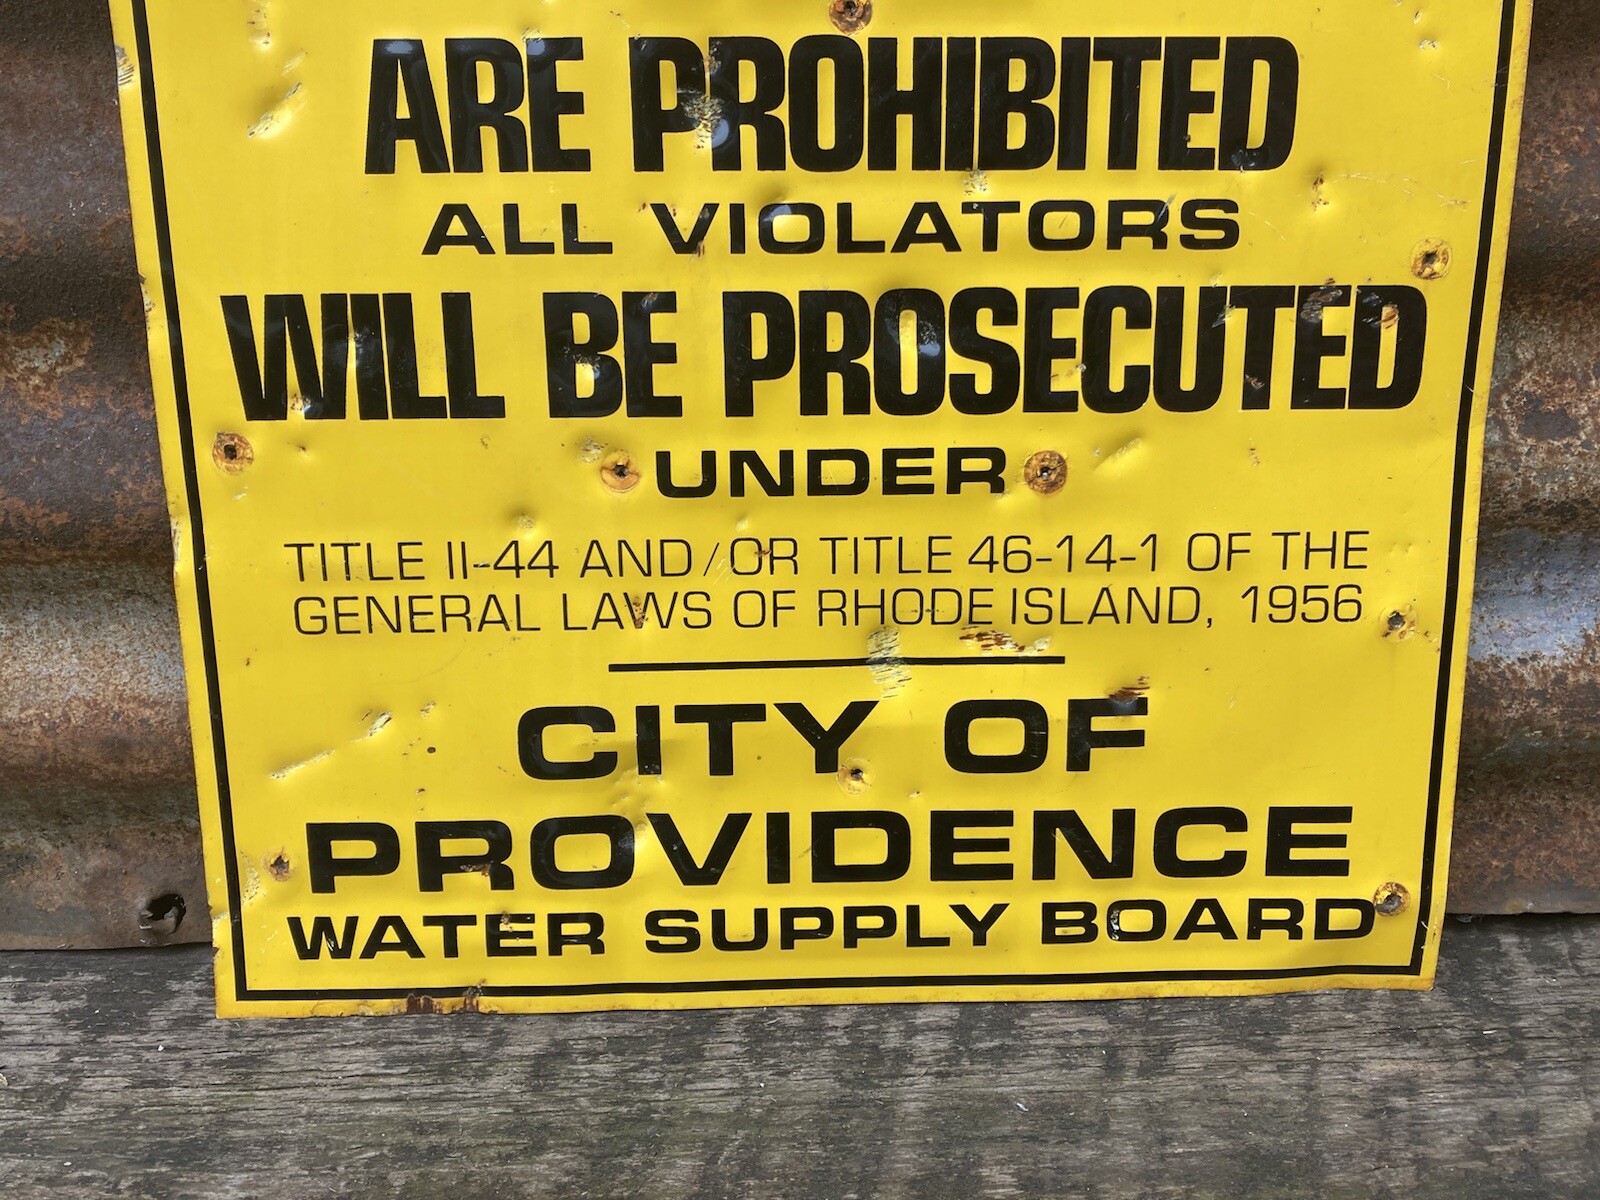 ARE PROHIBITED
ALL VIOLATORS
WILL BE PROSECUTED
UNDER
TITLE II-44 AND/OR TITLE 46-14-1 OF THE
GENERAL LAWS OF RHODE ISLAND, 1956
CITY OF
PROVIDENCE
WATER SUPPLY BOARD